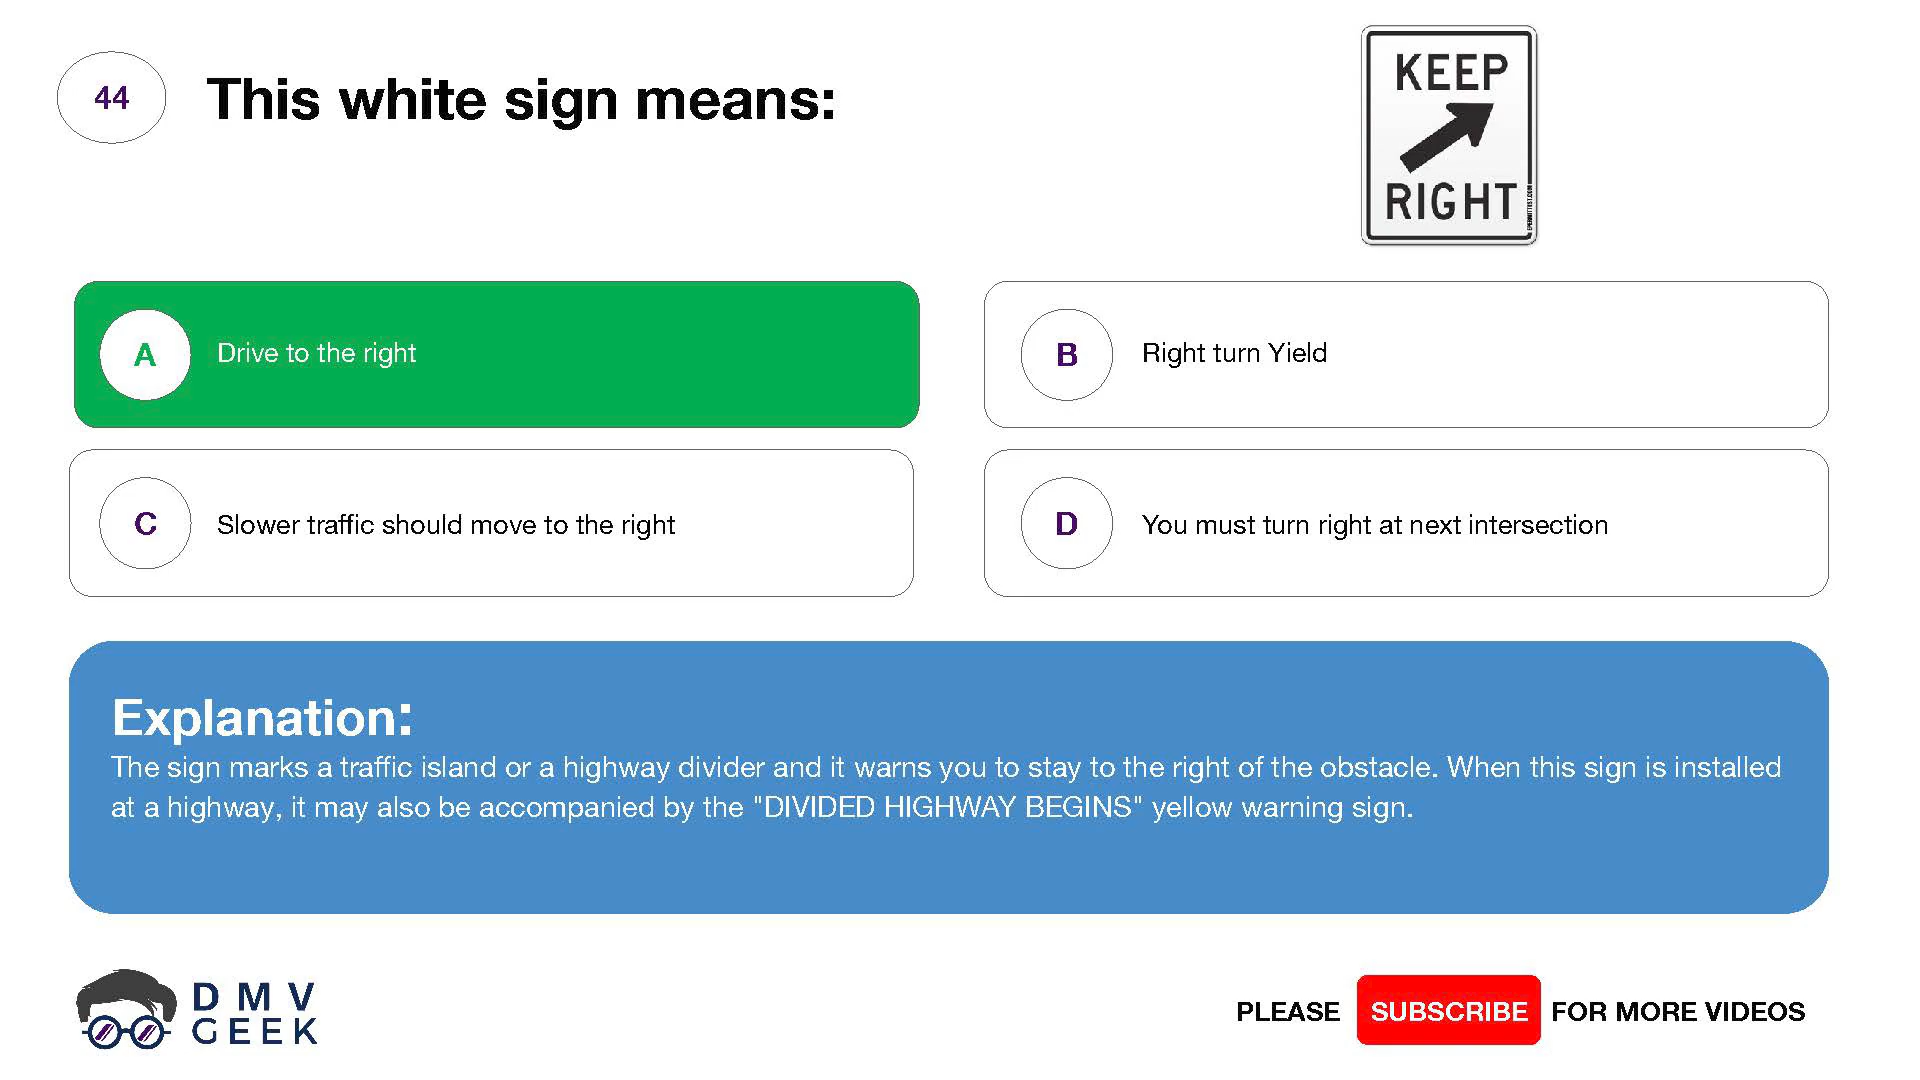 44
This white sign means:
KEEP
RIGHT
A
Drive to the right
B
Right turn Yield
C
Slower traffic should move to the right
D
You must turn right at next intersection
Explanation:
The sign marks a traffic island or a highway divider and it warns you to stay to the right of the obstacle. When this sign is installed
at a highway, it may also be accompanied by the "DIVIDED HIGHWAY BEGINS" yellow warning sign.
DMV
GEEK
PLEASE SUBSCRIBE FOR MORE VIDEOS